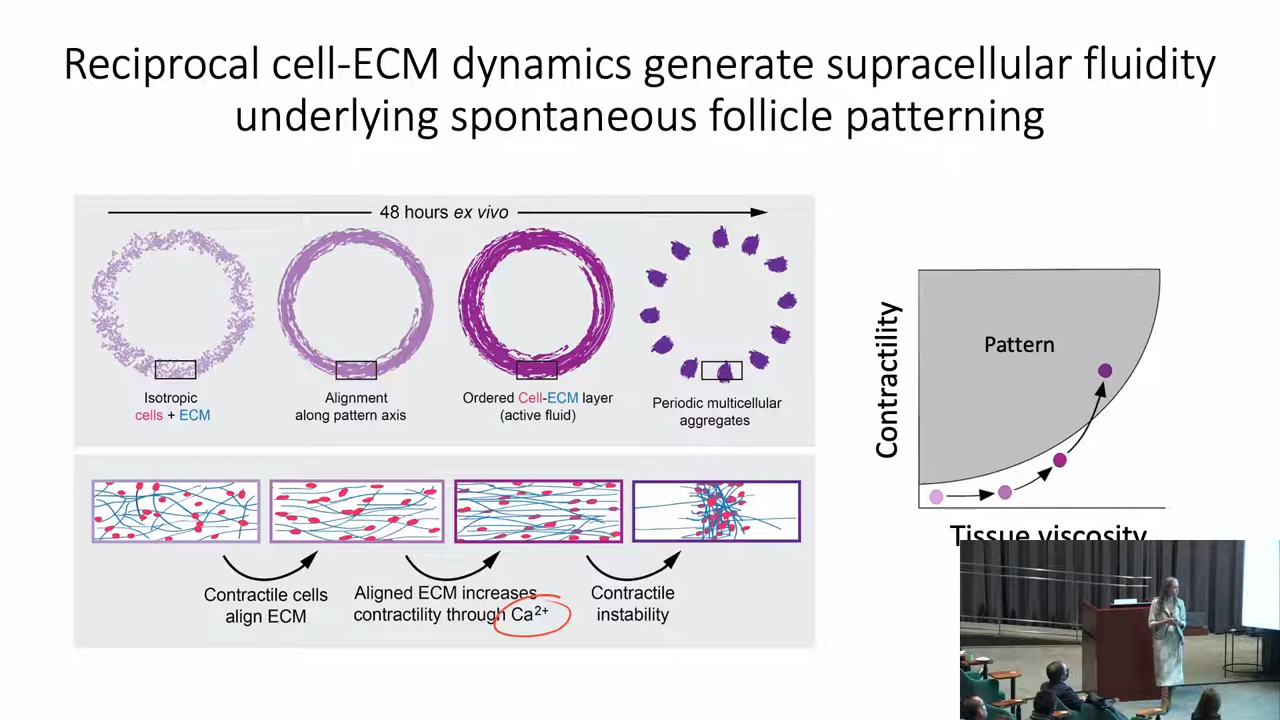 Reciprocal cell-ECM dynamics generate supracellular fluidity
underlying spontaneous follicle patterning
48 hours ex vivo
Isotropic
cells + ECM
Alignment
along pattern axis
Ordered Cell-ECM layer
(active fluid)
Periodic multicellular
aggregates
Contractile cells
align ECM
Aligned ECM increases
contractility through Ca²⁺
Contractile
instability
Contractility
Pattern
Tissue viscosity